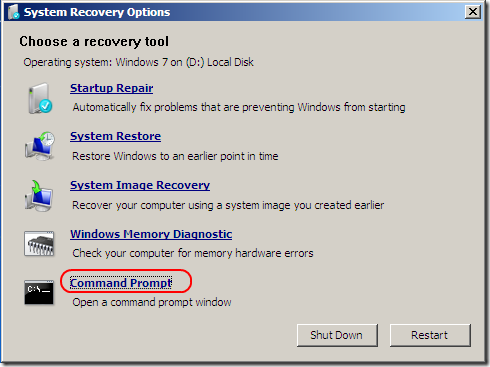 System Recovery Options
Choose a recovery tool
Operating system: Windows 7 on (D:) Local Disk
Startup Repair
Automatically fix problems that are preventing Windows from starting
System Restore
Restore Windows to an earlier point in time
System Image Recovery
Recover your computer using a system image you created earlier
Windows Memory Diagnostic
Check your computer for memory hardware errors
C:\_
Command Prompt
Open a command prompt window
Shut Down
Restart